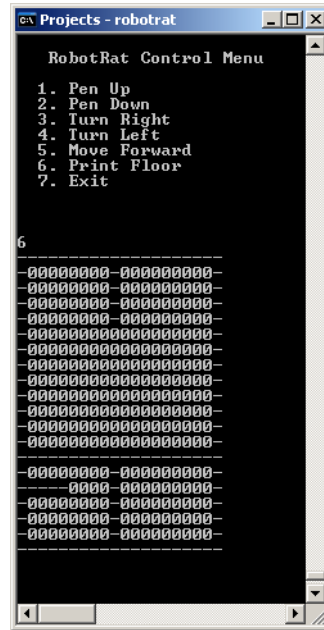 Projects - robotrat
RobotRat Control Menu
1. Pen Up
2. Pen Down
3. Turn Right
4. Turn Left
5. Move Forward
6. Print Floor
7. Exit
6
--------------------
-00000000-000000000-
-00000000-000000000-
-00000000-000000000-
-00000000-000000000-
-000000000000000000-
-000000000000000000-
-000000000000000000-
-000000000000000000-
-000000000000000000-
-000000000000000000-
-000000000000000000-
-000000000000000000-
--------------------
-00000000-000000000-
-----0000-000000000-
-00000000-000000000-
-00000000-000000000-
-00000000-000000000-
--------------------